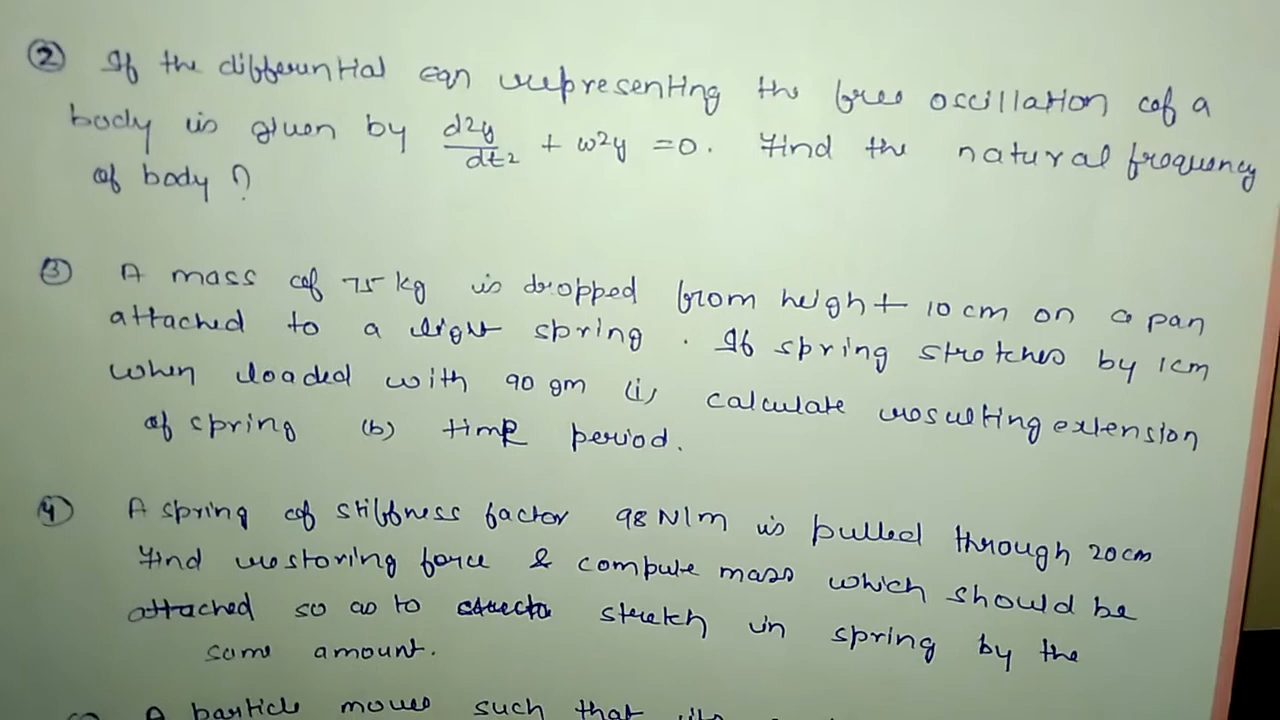 ② If the differential eqn representing the free oscillation of a
body is given by d²y/dt² + ω²y = 0. Find the natural frequency
of body ?
③ A mass of 75 kg is dropped from height 10 cm on a pan
attached to a light spring. If spring stretches by 1cm
when loaded with 90 gm (i) calculate resulting extension
of spring (b) time period.
④ A spring of stiffness factor 98 N/m is pulled through 20cm
Find restoring force & compute mass which should be
attached so as to stretch in spring by the
same amount.
A particle moves such that its